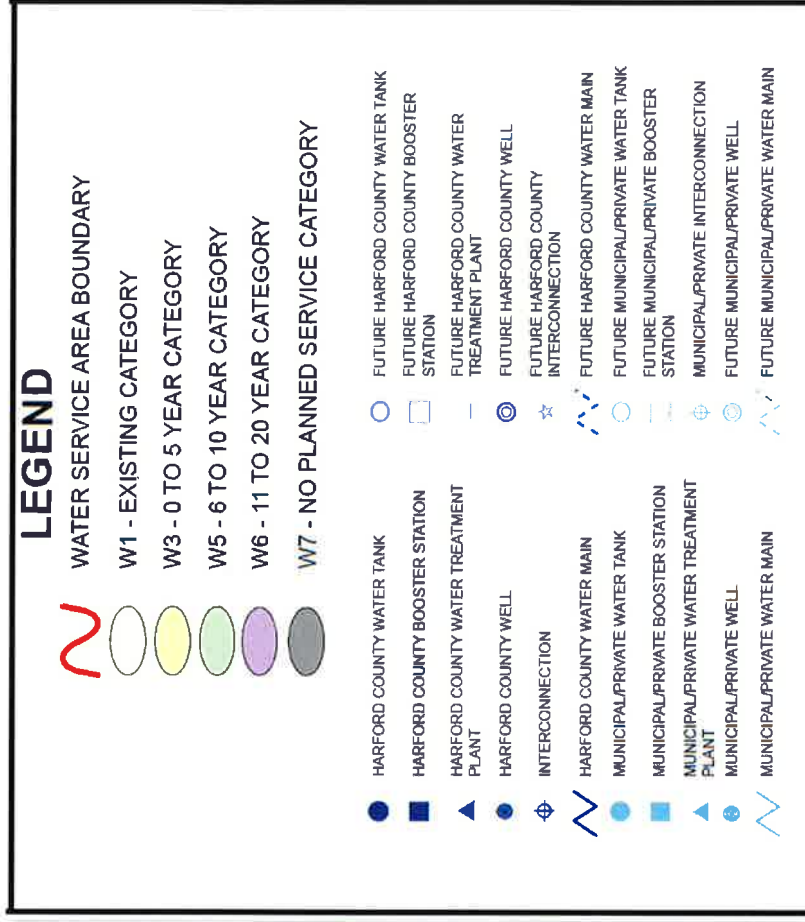 LEGEND
WATER SERVICE AREA BOUNDARY
W1 - EXISTING CATEGORY
W3 - 0 TO 5 YEAR CATEGORY
W5 - 6 TO 10 YEAR CATEGORY
W6 - 11 TO 20 YEAR CATEGORY
W7 - NO PLANNED SERVICE CATEGORY
HARFORD COUNTY WATER TANK
HARFORD COUNTY BOOSTER STATION
HARFORD COUNTY WATER TREATMENT
PLANT
HARFORD COUNTY WELL
INTERCONNECTION
HARFORD COUNTY WATER MAIN
MUNICIPAL/PRIVATE WATER TANK
MUNICIPAL/PRIVATE BOOSTER STATION
MUNICIPAL/PRIVATE WATER TREATMENT
PLANT
MUNICIPAL/PRIVATE WELL
MUNICIPAL/PRIVATE WATER MAIN
FUTURE HARFORD COUNTY WATER TANK
FUTURE HARFORD COUNTY BOOSTER
STATION
FUTURE HARFORD COUNTY WATER
TREATMENT PLANT
FUTURE HARFORD COUNTY WELL
FUTURE HARFORD COUNTY
INTERCONNECTION
FUTURE HARFORD COUNTY WATER MAIN
FUTURE MUNICIPAL/PRIVATE WATER TANK
FUTURE MUNICIPAL/PRIVATE BOOSTER
STATION
MUNICIPAL/PRIVATE INTERCONNECTION
FUTURE MUNICIPAL/PRIVATE WELL
FUTURE MUNICIPAL/PRIVATE WATER MAIN